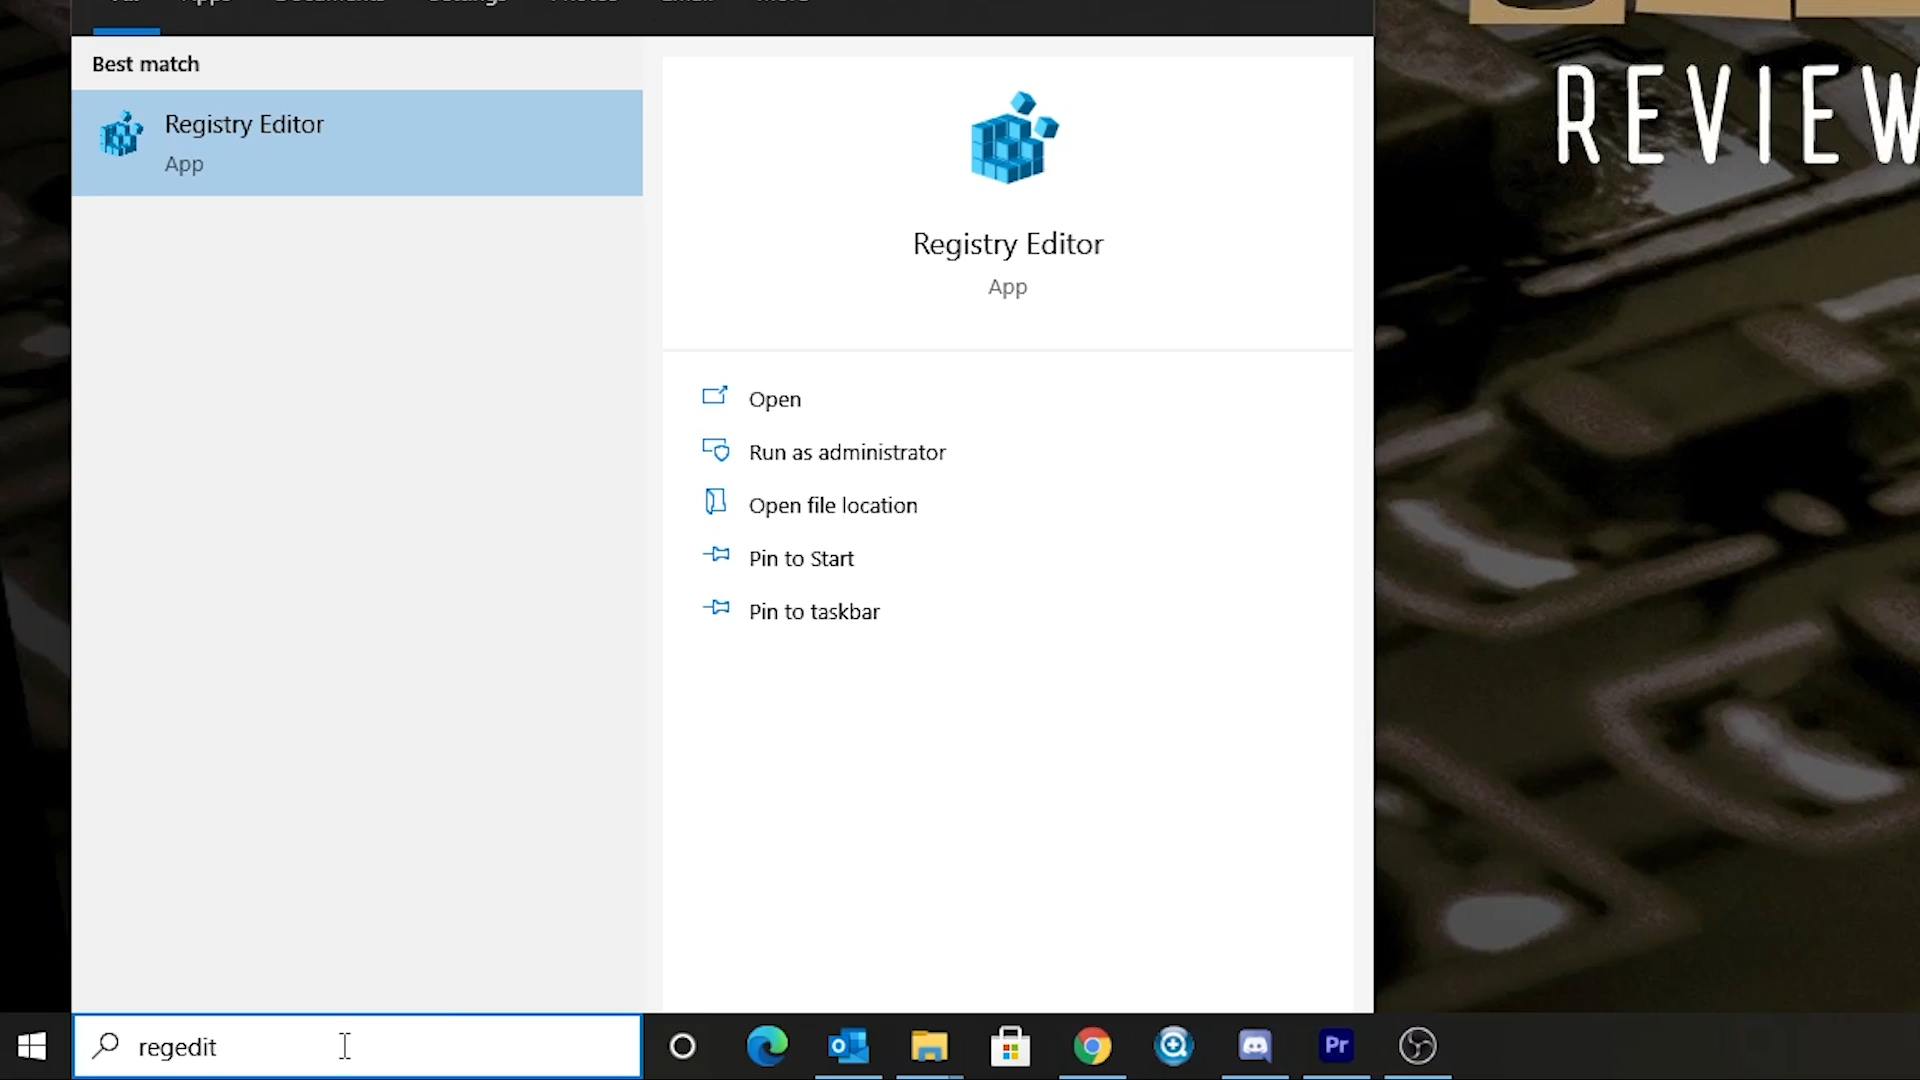 Best match
Registry Editor
App
Registry Editor
App
Open
Run as administrator
Open file location
Pin to Start
Pin to taskbar
REVIEW
regedit
Pr